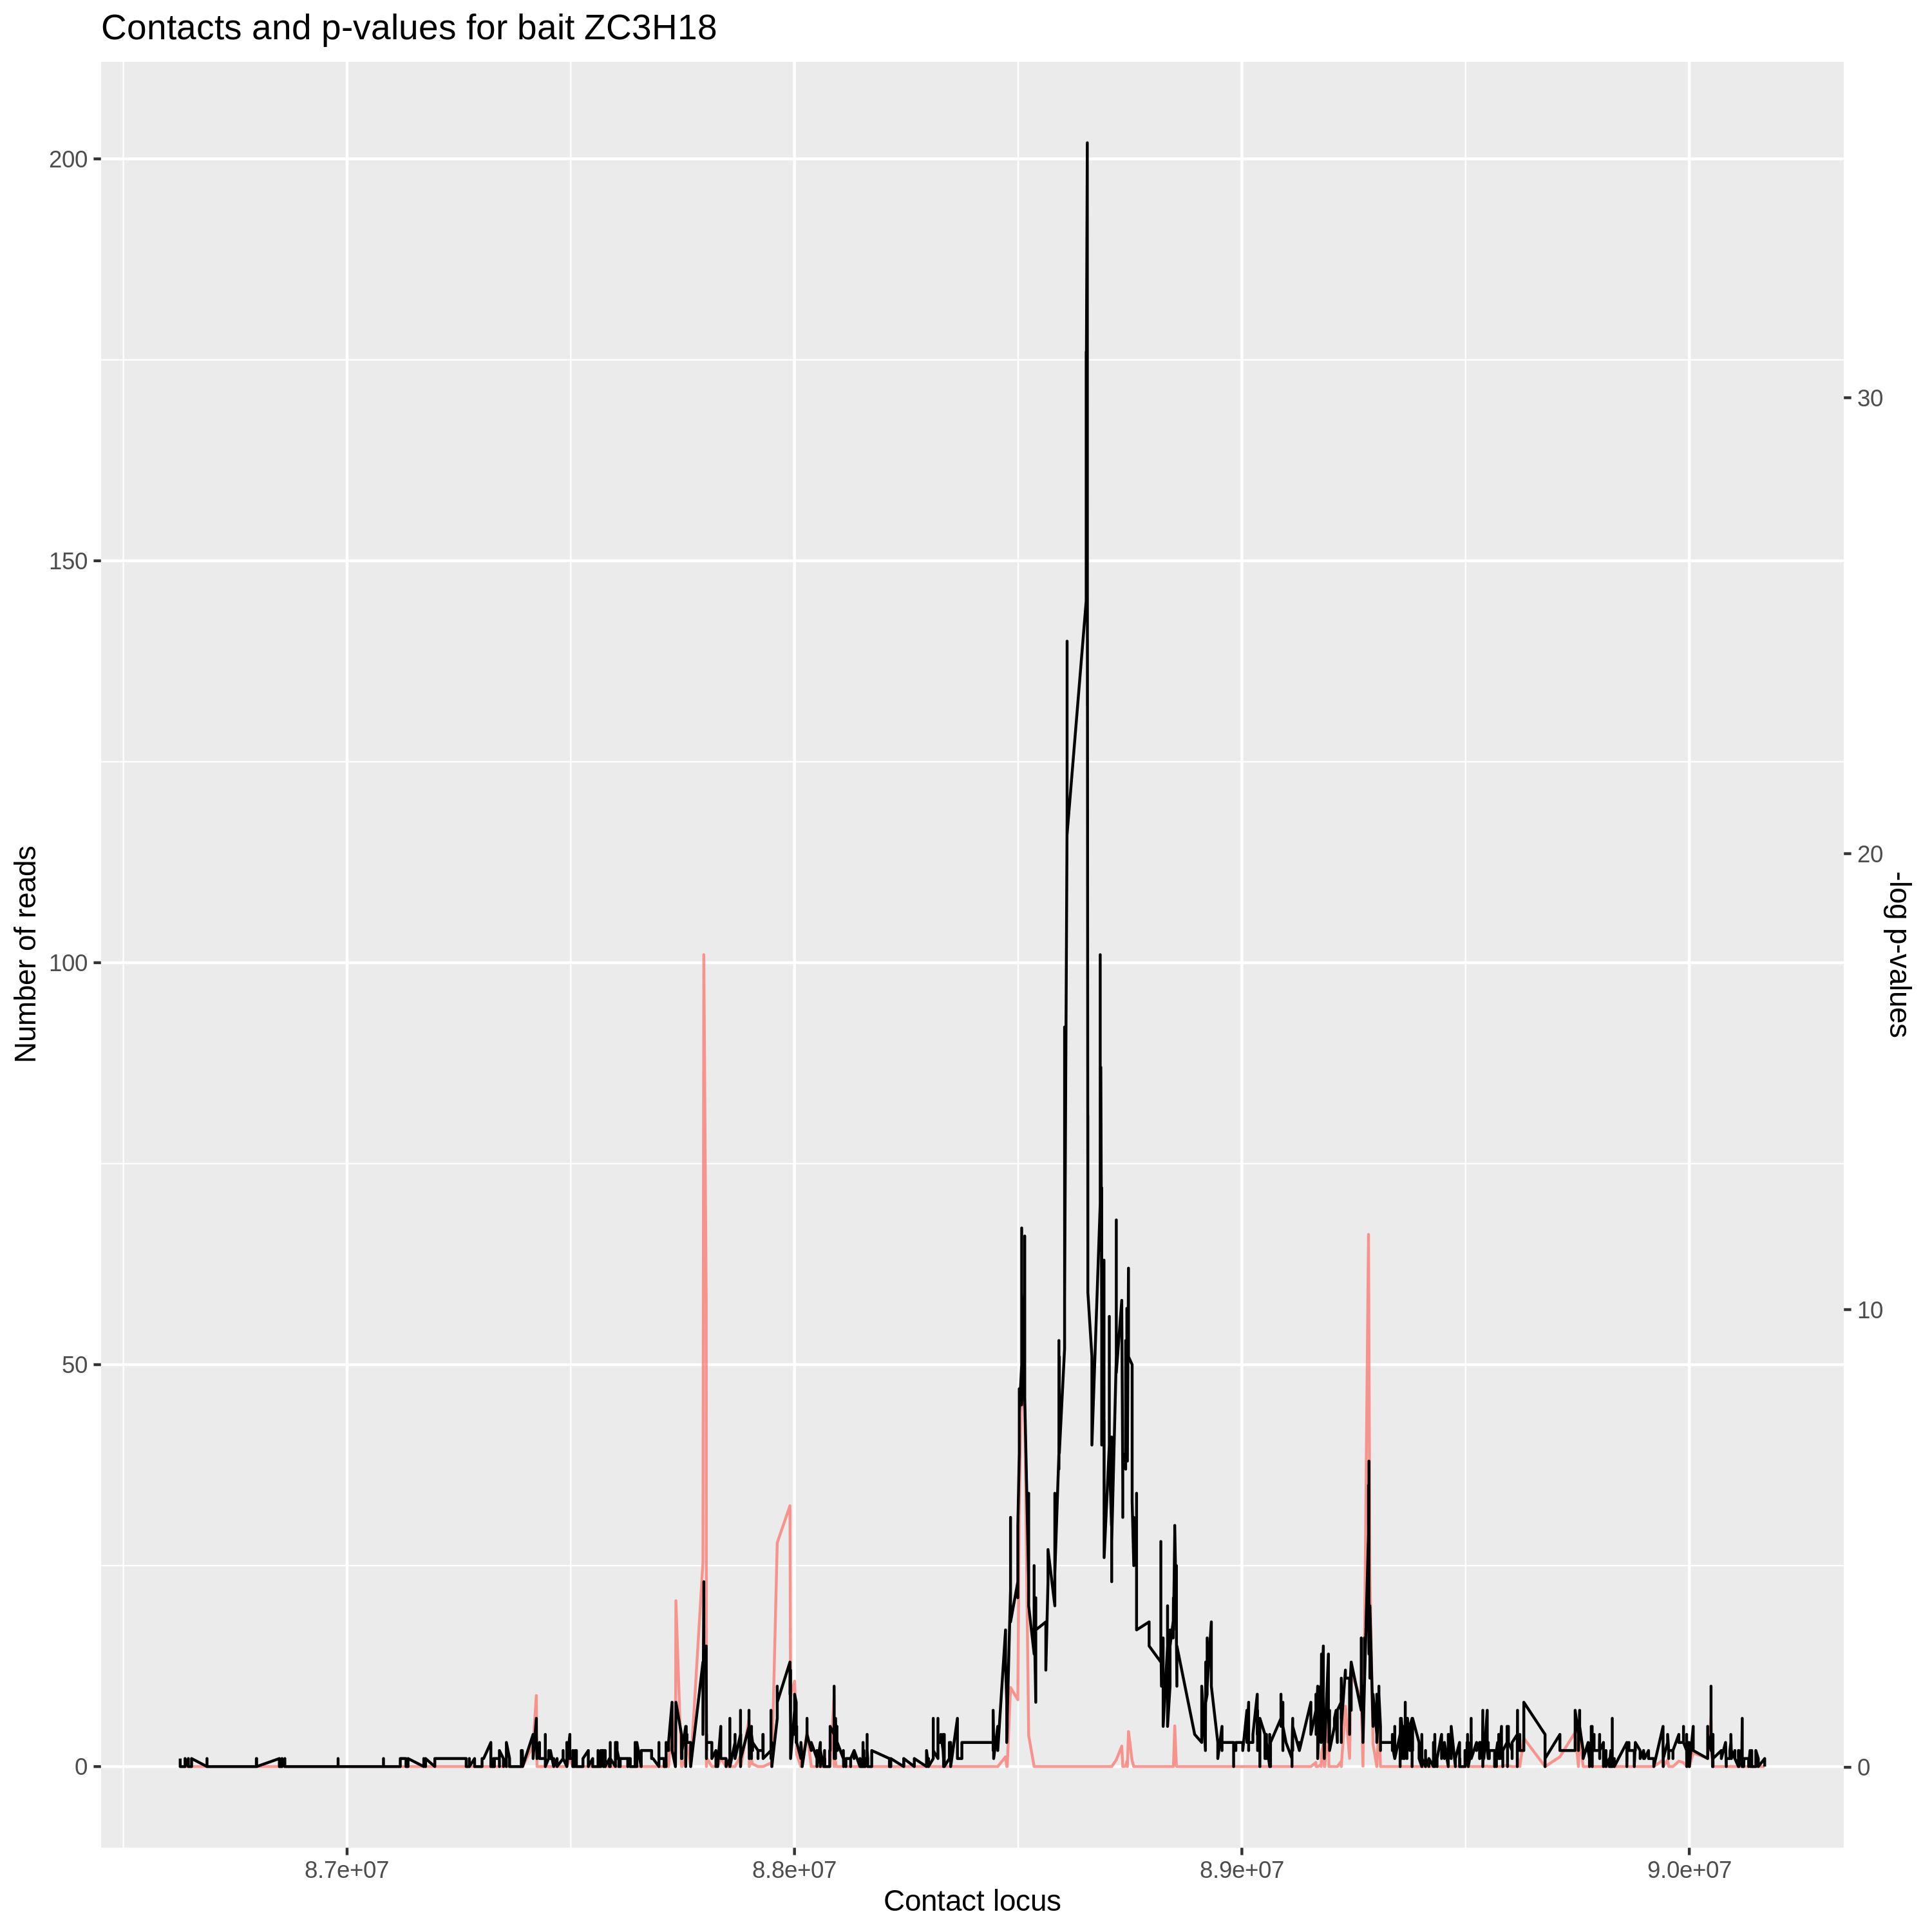 Contacts and p-values for bait ZC3H18
200
150
100
50
0
Number of reads
30
20
10
0
-log p-values
8.7e+07
8.8e+07
8.9e+07
9.0e+07
Contact locus